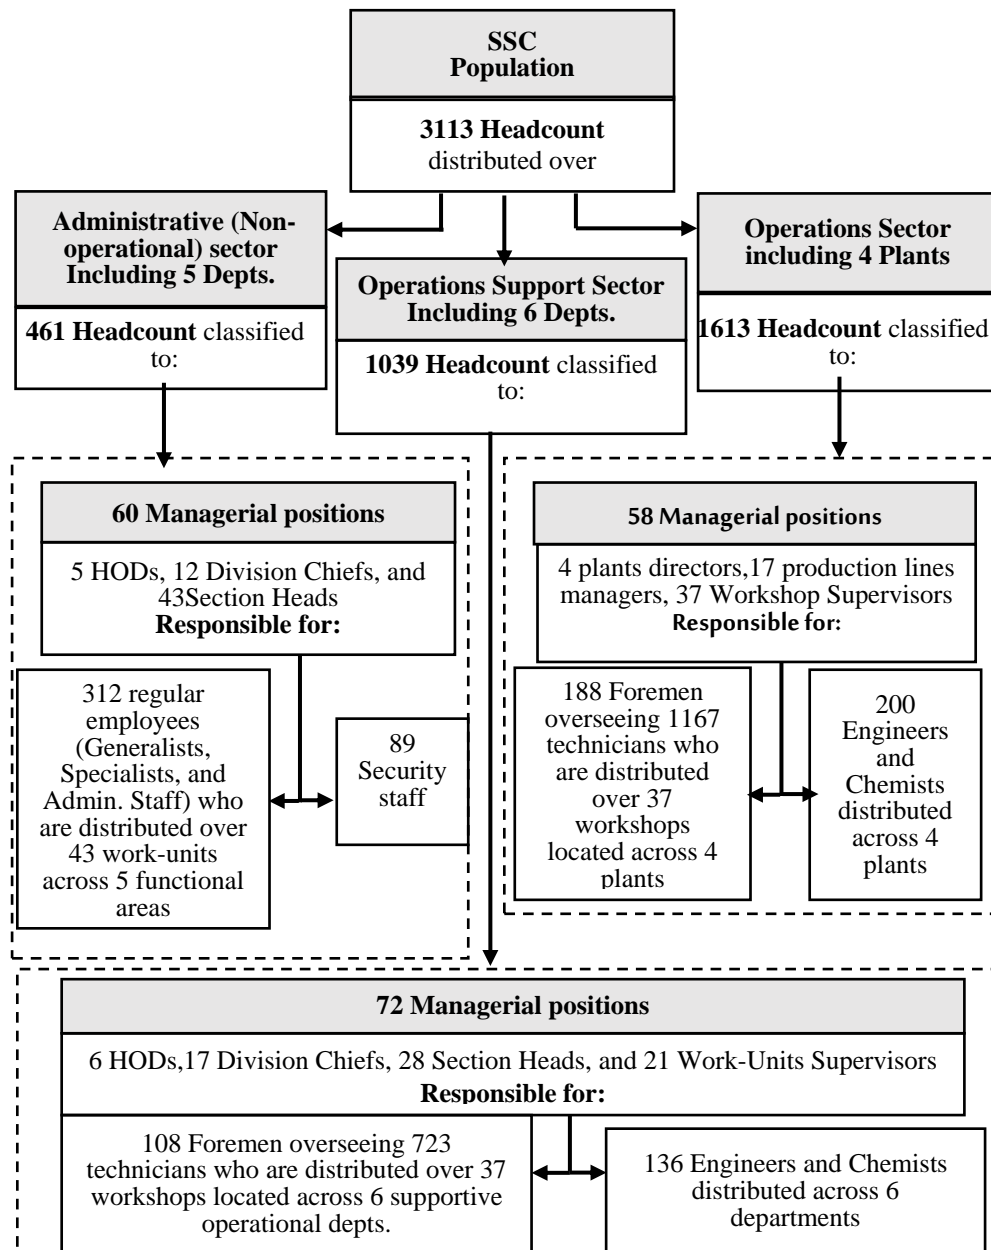 SSC
Population
3113 Headcount
distributed over
Administrative (Non-
operational) sector
Including 5 Depts.
461 Headcount classified
to:
Operations Support Sector
Including 6 Depts.
1039 Headcount classified
to:
Operations Sector
including 4 Plants
1613 Headcount classified
to:
60 Managerial positions
5 HODs, 12 Division Chiefs, and
43Section Heads
Responsible for:
312 regular
employees
(Generalists,
Specialists, and
Admin. Staff) who
are distributed over
43 work-units
across 5 functional
areas
89
Security
staff
58 Managerial positions
4 plants directors,17 production lines
managers, 37 Workshop Supervisors
Responsible for:
188 Foremen
overseeing 1167
technicians who
are distributed
over 37
workshops
located across 4
plants
200
Engineers
and
Chemists
distributed
across 4
plants
72 Managerial positions
6 HODs,17 Division Chiefs, 28 Section Heads, and 21 Work-Units Supervisors
Responsible for:
108 Foremen overseeing 723
technicians who are distributed over 37
workshops located across 6 supportive
operational depts.
136 Engineers and Chemists
distributed across 6
departments